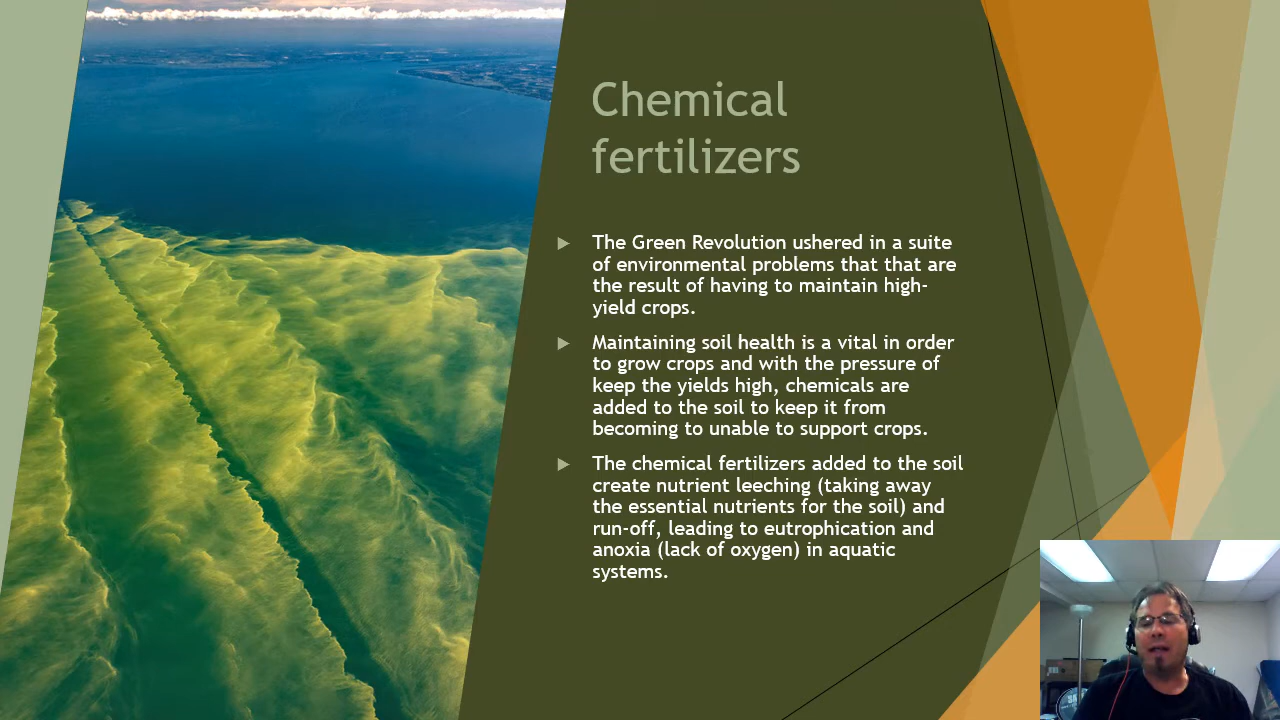 Chemical
fertilizers
The Green Revolution ushered in a suite
of environmental problems that that are
the result of having to maintain high-
yield crops.
Maintaining soil health is a vital in order
to grow crops and with the pressure of
keep the yields high, chemicals are
added to the soil to keep it from
becoming to unable to support crops.
The chemical fertilizers added to the soil
create nutrient leeching (taking away
the essential nutrients for the soil) and
run-off, leading to eutrophication and
anoxia (lack of oxygen) in aquatic
systems.